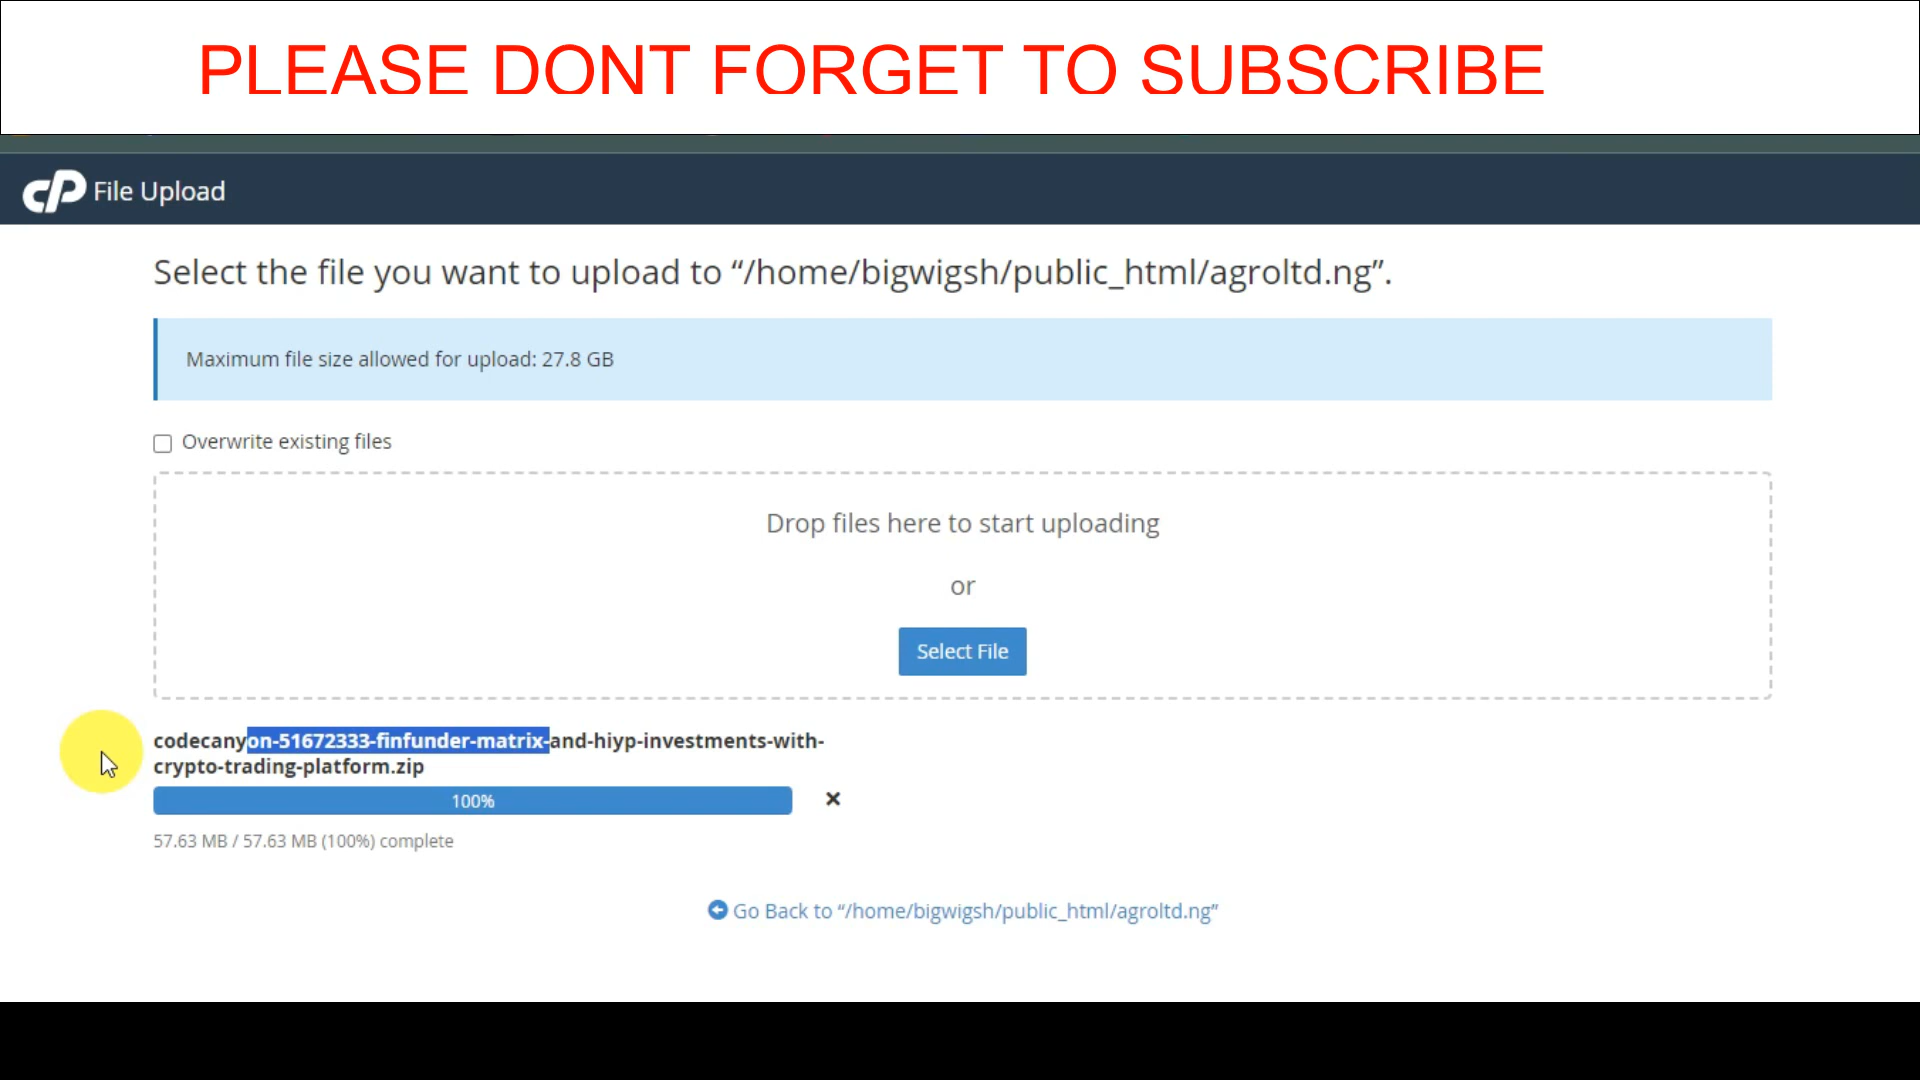 PLEASE DONT FORGET TO SUBSCRIBE
cP File Upload
Select the file you want to upload to “/home/bigwigsh/public_html/agroltd.ng”.
Maximum file size allowed for upload: 27.8 GB
Overwrite existing files
Drop files here to start uploading
or
Select File
codecanyon-51672333-finfunder-matrix-and-hiyp-investments-with-
crypto-trading-platform.zip
100%
57.63 MB / 57.63 MB (100%) complete
Go Back to “/home/bigwigsh/public_html/agroltd.ng”